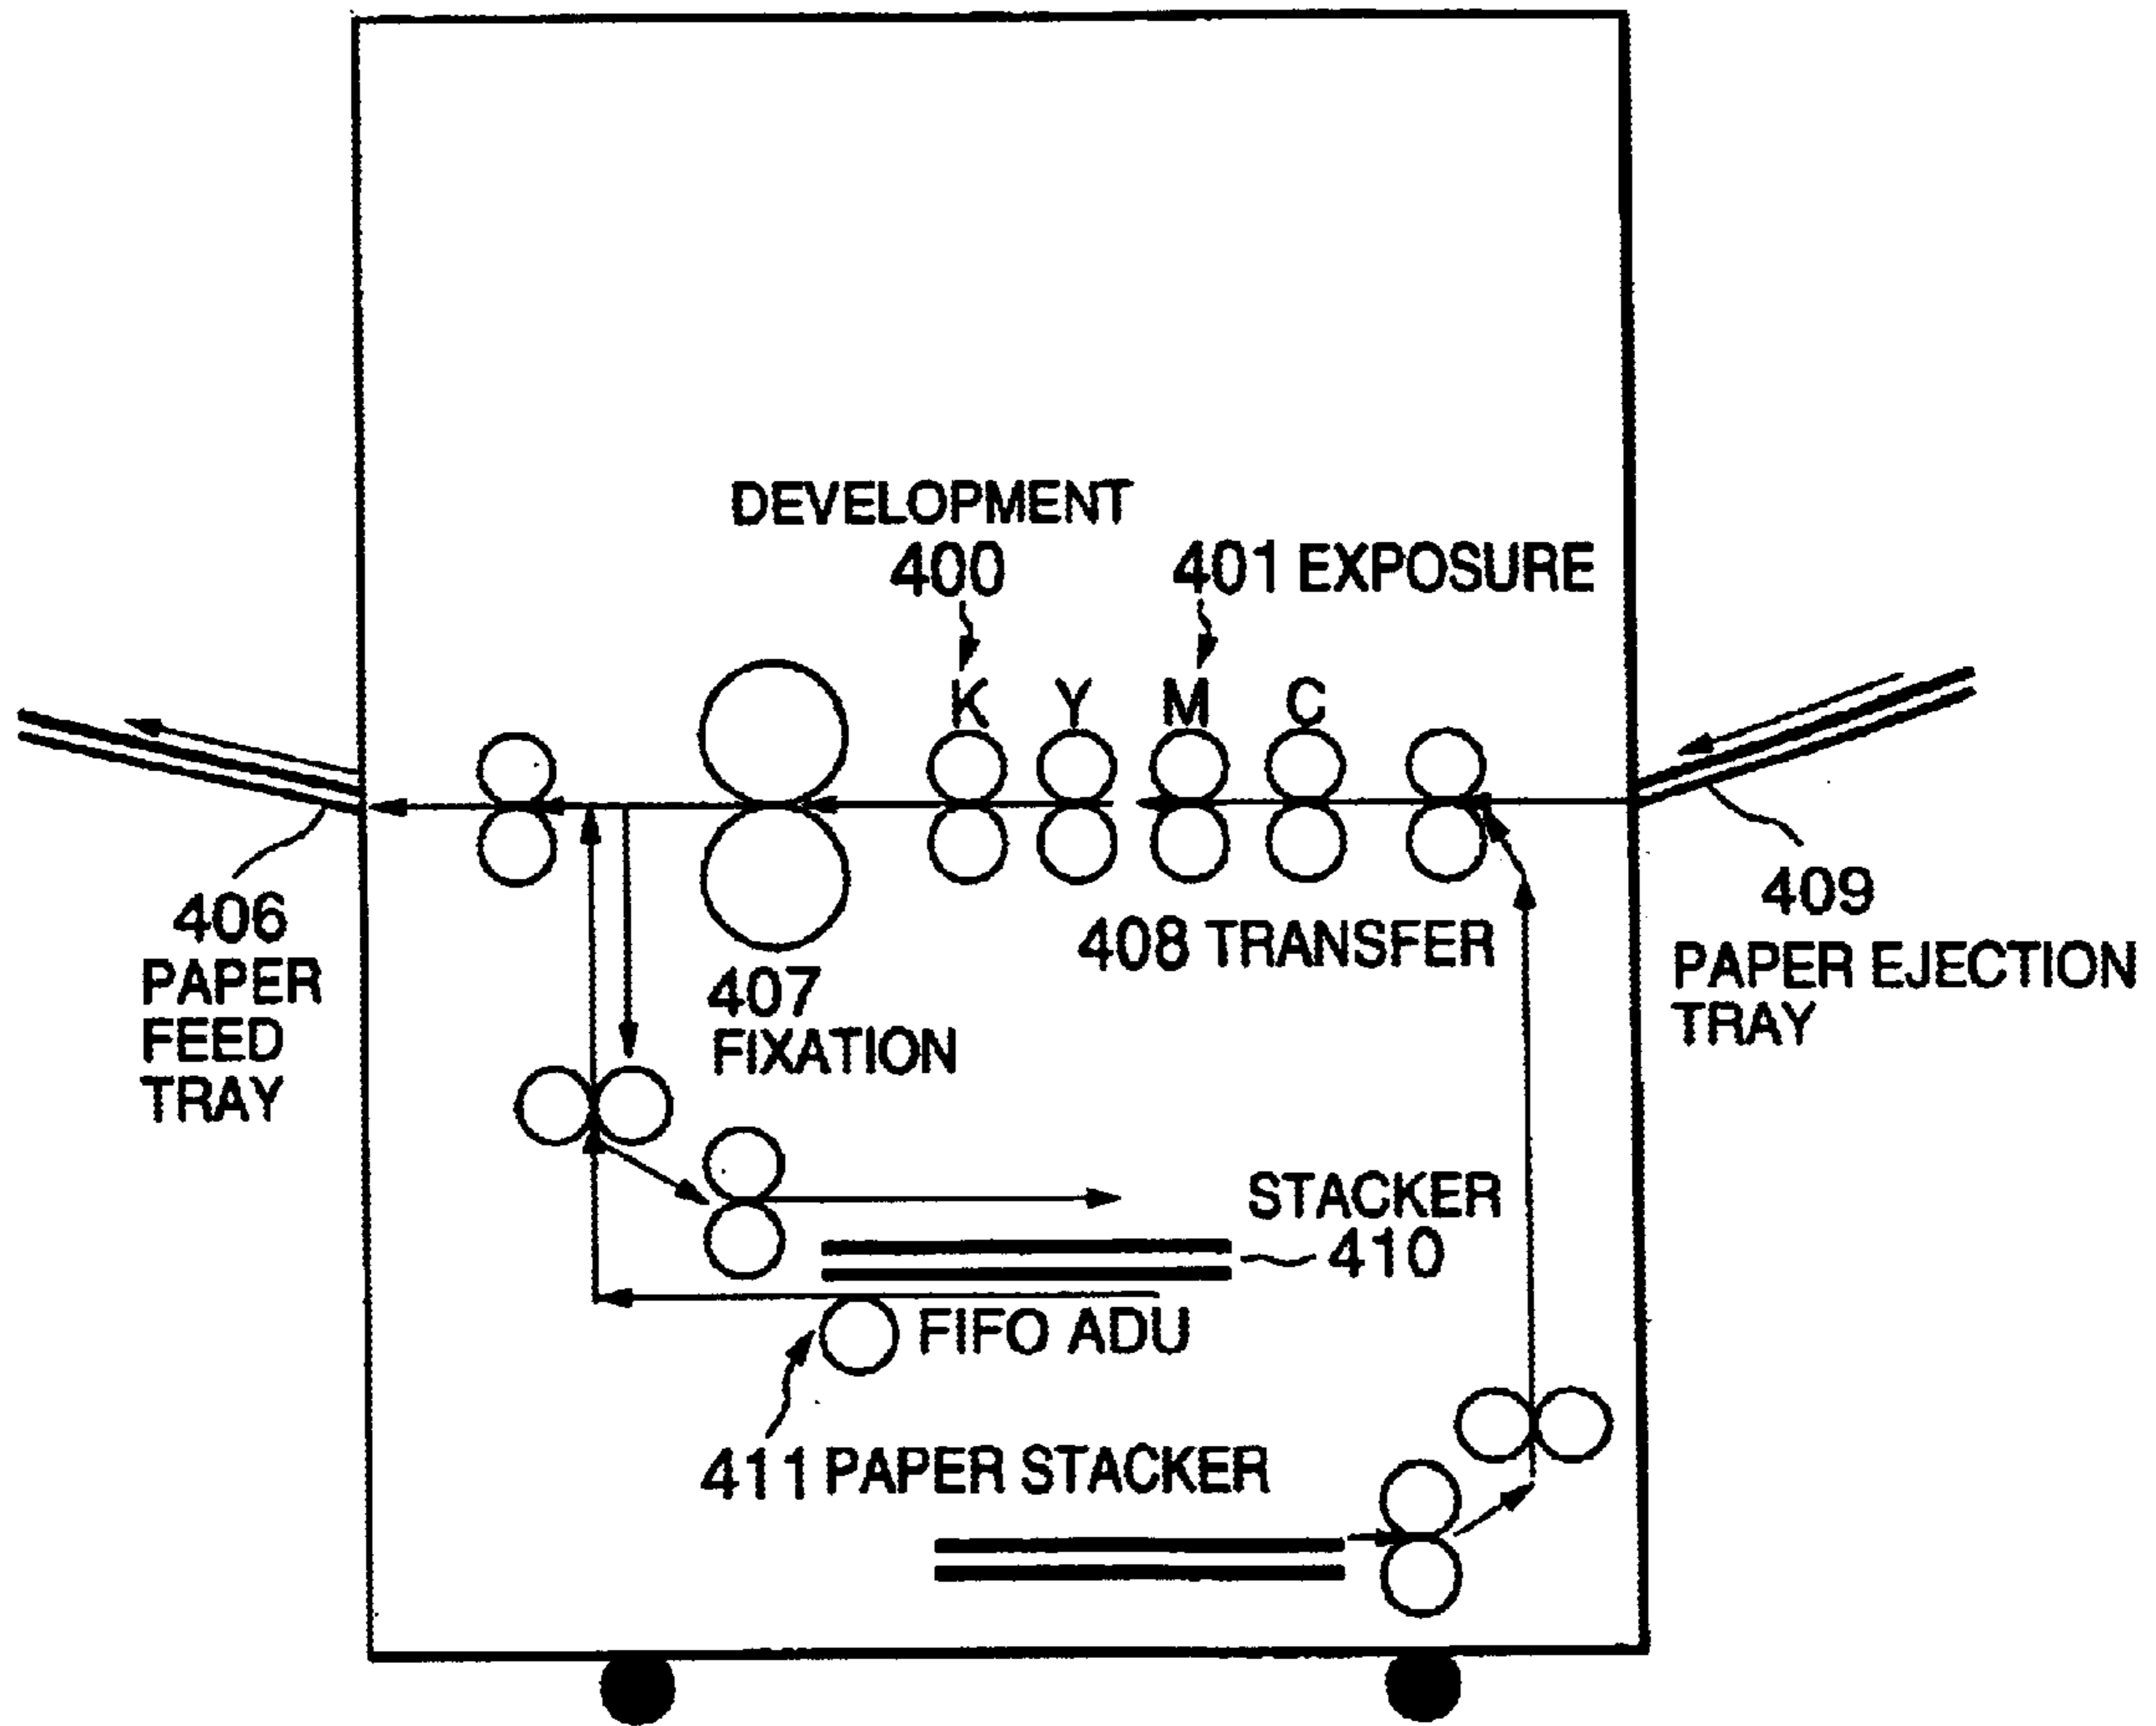 DEVELOPMENT
400
401 EXPOSURE
K Y M C
406
PAPER
FEED
TRAY
407
FIXATION
408 TRANSFER
409
PAPER EJECTION
TRAY
STACKER
410
FIFO ADU
411 PAPER STACKER